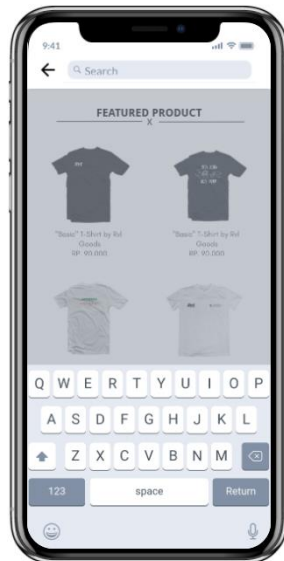 9:41
Search
FEATURED PRODUCT
X
"Basic" T-Shirt by Rvl
Goods
RP. 90.000
"Basic" T-Shirt by Rvl
Goods
RP. 90.000
Q W E R T Y U I O P
A S D F G H J K L
Z X C V B N M
123 space Return